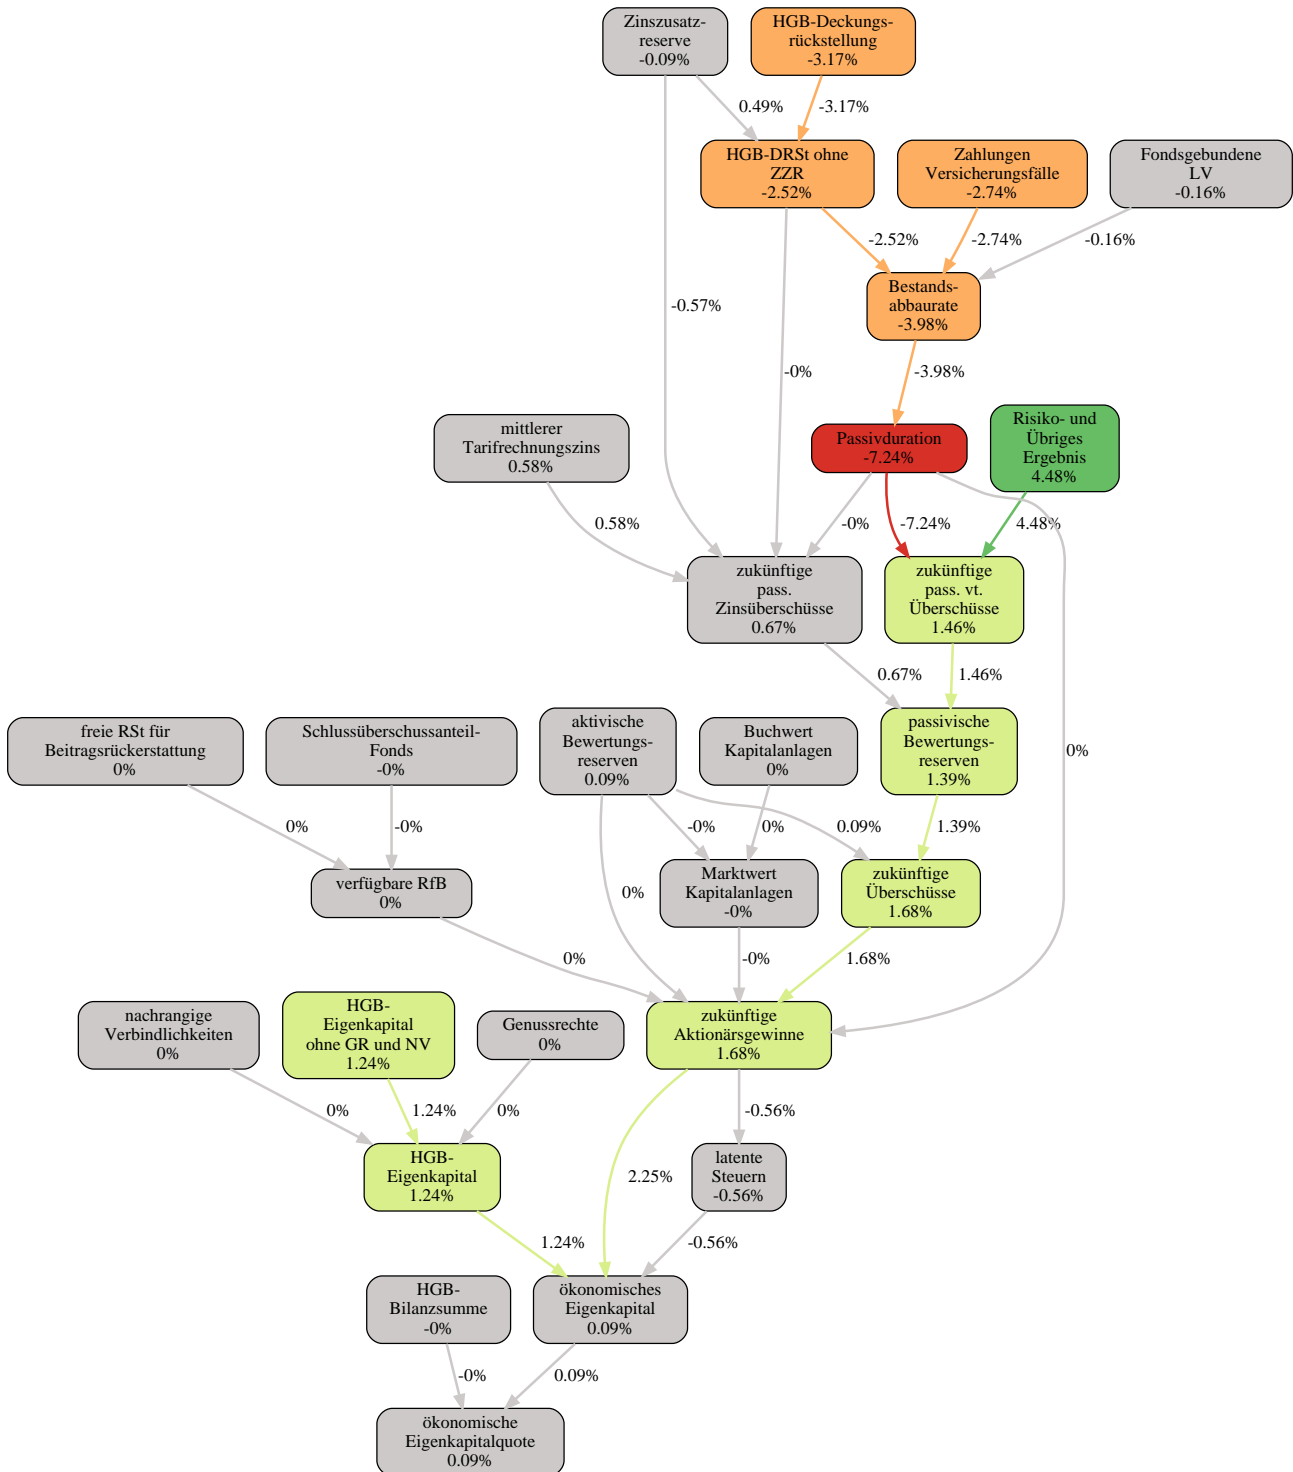 Zinszusatz-
reserve
-0.09%
HGB-Deckungs-
rückstellung
-3.17%
0.49%
-3.17%
HGB-DRSt ohne
ZZR
-2.52%
Zahlungen
Versicherungsfälle
-2.74%
Fondsgebundene
LV
-0.16%
-2.52%
-2.74%
-0.16%
Bestands-
abbaurate
-3.98%
-0.57%
-0%
-3.98%
mittlerer
Tarifrechnungszins
0.58%
Passivduration
-7.24%
Risiko- und
Übriges
Ergebnis
4.48%
0.58%
-0%
-7.24%
4.48%
zukünftige
pass.
Zinsüberschüsse
0.67%
zukünftige
pass. vt.
Überschüsse
1.46%
0.67%
1.46%
freie RSt für
Beitragsrückerstattung
0%
Schlussüberschussanteil-
Fonds
-0%
aktivische
Bewertungs-
reserven
0.09%
Buchwert
Kapitalanlagen
0%
passivische
Bewertungs-
reserven
1.39%
0%
0%
-0%
-0%
0%
0.09%
1.39%
verfügbare RfB
0%
0%
Marktwert
Kapitalanlagen
-0%
zukünftige
Überschüsse
1.68%
0%
-0%
1.68%
nachrangige
Verbindlichkeiten
0%
HGB-
Eigenkapital
ohne GR und NV
1.24%
Genussrechte
0%
zukünftige
Aktionärsgewinne
1.68%
0%
1.24%
0%
-0.56%
HGB-
Eigenkapital
1.24%
2.25%
latente
Steuern
-0.56%
1.24%
-0.56%
HGB-
Bilanzsumme
-0%
ökonomisches
Eigenkapital
0.09%
-0%
0.09%
ökonomische
Eigenkapitalquote
0.09%